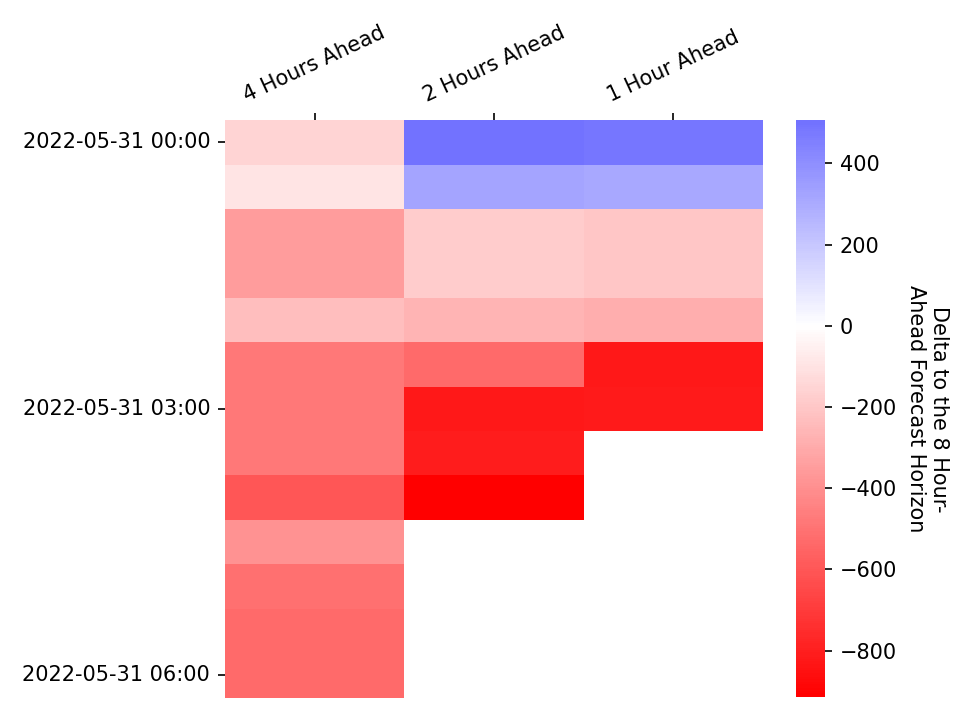 4 Hours Ahead
2 Hours Ahead
1 Hour Ahead
2022-05-31 00:00
2022-05-31 03:00
2022-05-31 06:00
400
200
0
−200
−400
−600
−800
Delta to the 8 Hour-
Ahead Forecast Horizon